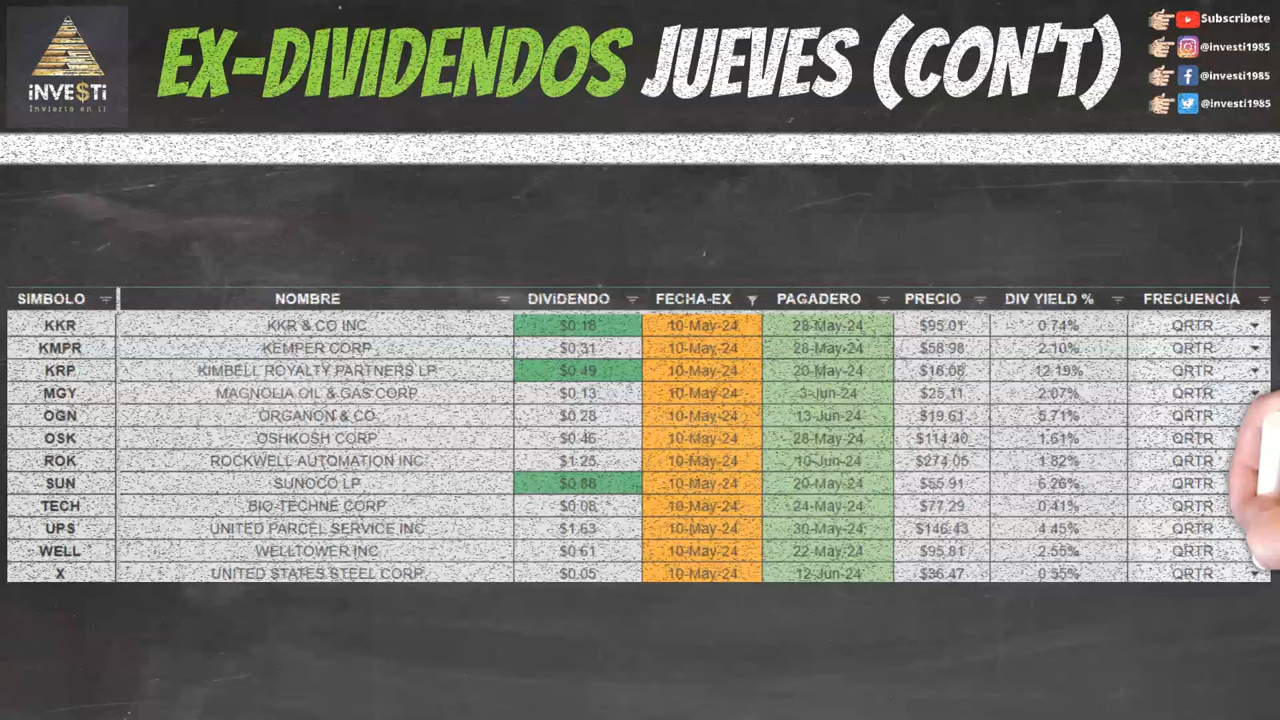 EX-DIVIDENDOS JUEVES (CON'T)
iNVE$Ti
Invierte en ti
Subscribete
@investi1985
@investi1985
@investi1985
SIMBOLO NOMBRE DIVIDENDO FECHA-EX PAGADERO PRECIO DIV YIELD % FRECUENCIA
KKR KKR & CO INC $0.18 10-May-24 28-May-24 $95.01 0.74% QRTR
KMPR KEMPER CORP $0.31 10-May-24 28-May-24 $58.98 2.10% QRTR
KRP KIMBELL ROYALTY PARTNERS LP $0.49 10-May-24 20-May-24 $16.08 12.19% QRTR
MGY MAGNOLIA OIL & GAS CORP $0.13 10-May-24 3-Jun-24 $25.11 2.07% QRTR
OGN ORGANON & CO $0.28 10-May-24 13-Jun-24 $19.61 5.71% QRTR
OSK OSHKOSH CORP $0.46 10-May-24 28-May-24 $114.40 1.61% QRTR
ROK ROCKWELL AUTOMATION INC $1.25 10-May-24 10-Jun-24 $274.05 1.82% QRTR
SUN SUNOCO LP $0.88 10-May-24 20-May-24 6.26% QRTR
TECH BIO-TECHNE CORP $0.08 10-May-24 24-May-24 $77.29 0.41% QRTR
UPS UNITED PARCEL SERVICE INC $1.63 10-May-24 30-May-24 $146.43 4.45% QRTR
WELL WELLTOWER INC $0.61 10-May-24 22-May-24 $95.81 2.55% QRTR
X UNITED STATES STEEL CORP $0.05 10-May-24 12-Jun-24 $36.47 0.55% QRTR